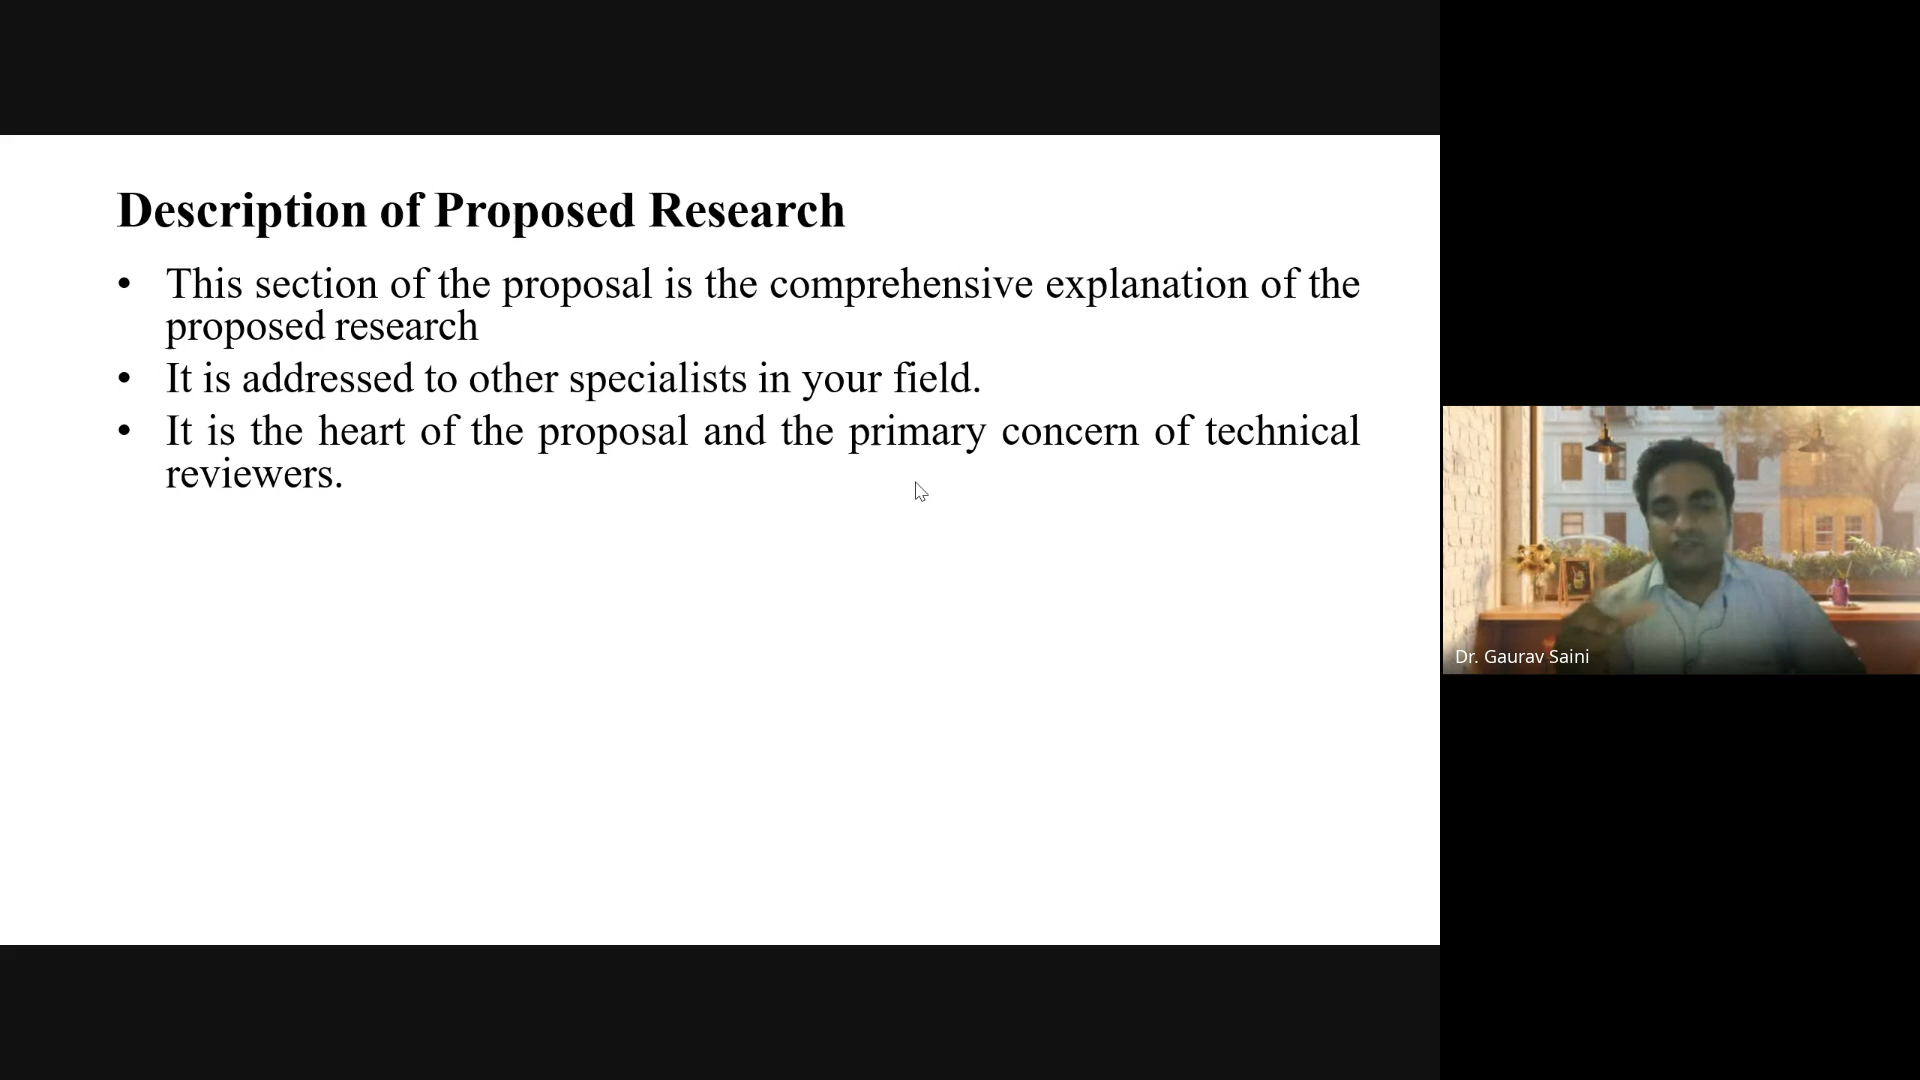 Description of Proposed Research
• This section of the proposal is the comprehensive explanation of the
proposed research
• It is addressed to other specialists in your field.
• It is the heart of the proposal and the primary concern of technical
reviewers.
Dr. Gaurav Saini